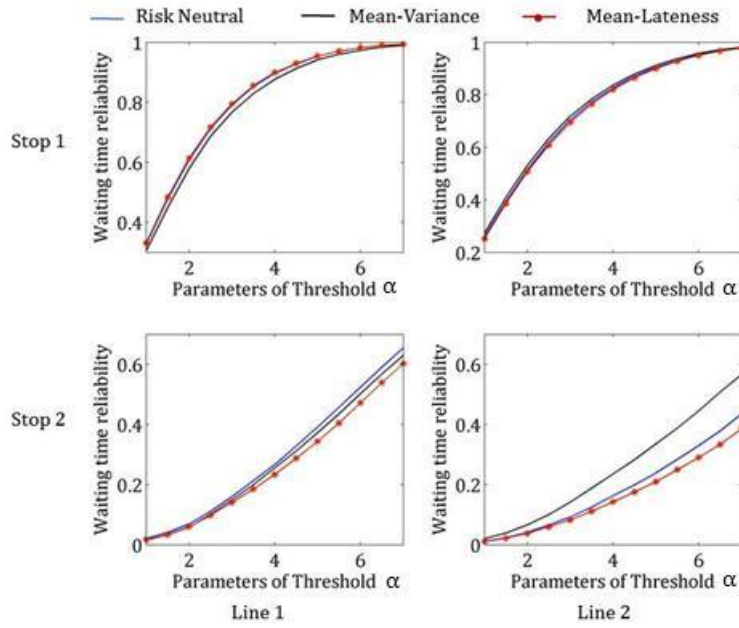 Risk Neutral Mean-Variance Mean-Lateness
Stop 1
Waiting time reliability
1
0.8
0.6
0.4
2 4 6
Parameters of Threshold α
Waiting time reliability
1
0.8
0.6
0.4
0.2
2 4 6
Parameters of Threshold α
Stop 2
Waiting time reliability
0.6
0.4
0.2
0
2 4 6
Parameters of Threshold α
Line 1
Waiting time reliability
0.6
0.4
0.2
0
2 4 6
Parameters of Threshold α
Line 2